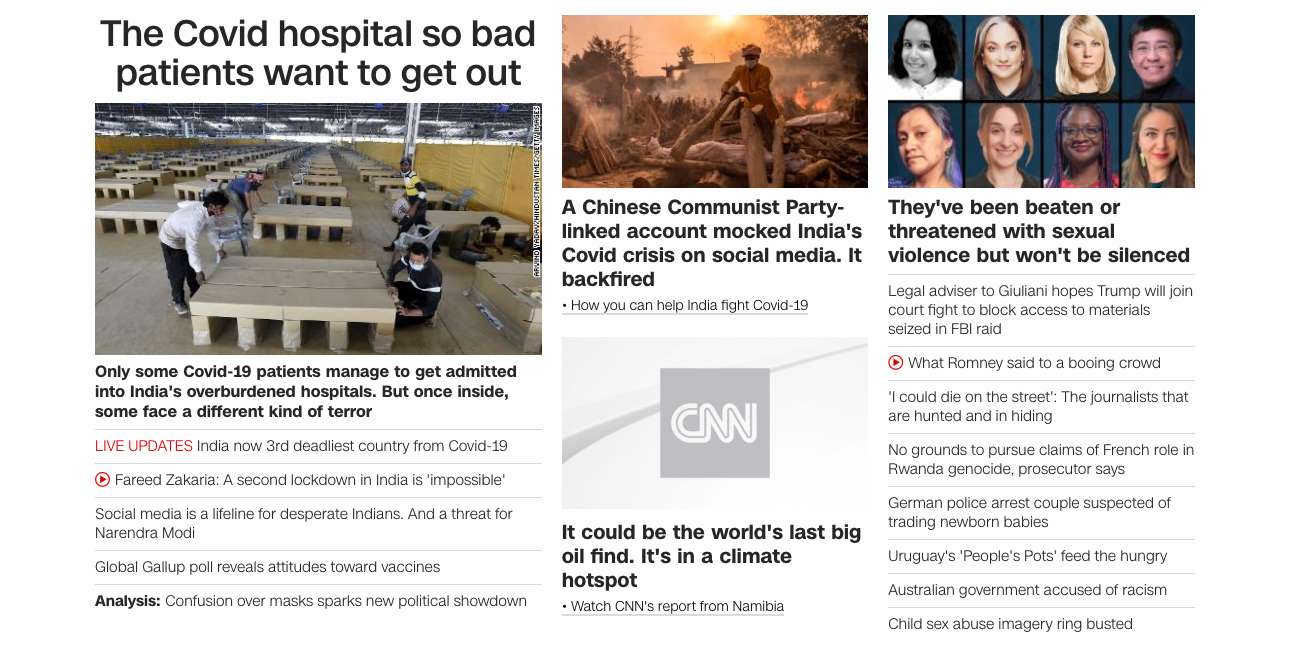 The Covid hospital so bad
patients want to get out
ARVIND YADAV/HINDUSTAN TIMES/GETTY IMAGES
Only some Covid-19 patients manage to get admitted
into India's overburdened hospitals. But once inside,
some face a different kind of terror
LIVE UPDATES India now 3rd deadliest country from Covid-19
Fareed Zakaria: A second lockdown in India is 'impossible'
Social media is a lifeline for desperate Indians. And a threat for
Narendra Modi
Global Gallup poll reveals attitudes toward vaccines
Analysis: Confusion over masks sparks new political showdown
A Chinese Communist Party-
linked account mocked India's
Covid crisis on social media. It
backfired
• How you can help India fight Covid-19
CNN
It could be the world's last big
oil find. It's in a climate
hotspot
• Watch CNN's report from Namibia
They've been beaten or
threatened with sexual
violence but won't be silenced
Legal adviser to Giuliani hopes Trump will join
court fight to block access to materials
seized in FBI raid
What Romney said to a booing crowd
'I could die on the street': The journalists that
are hunted and in hiding
No grounds to pursue claims of French role in
Rwanda genocide, prosecutor says
German police arrest couple suspected of
trading newborn babies
Uruguay's 'People's Pots' feed the hungry
Australian government accused of racism
Child sex abuse imagery ring busted